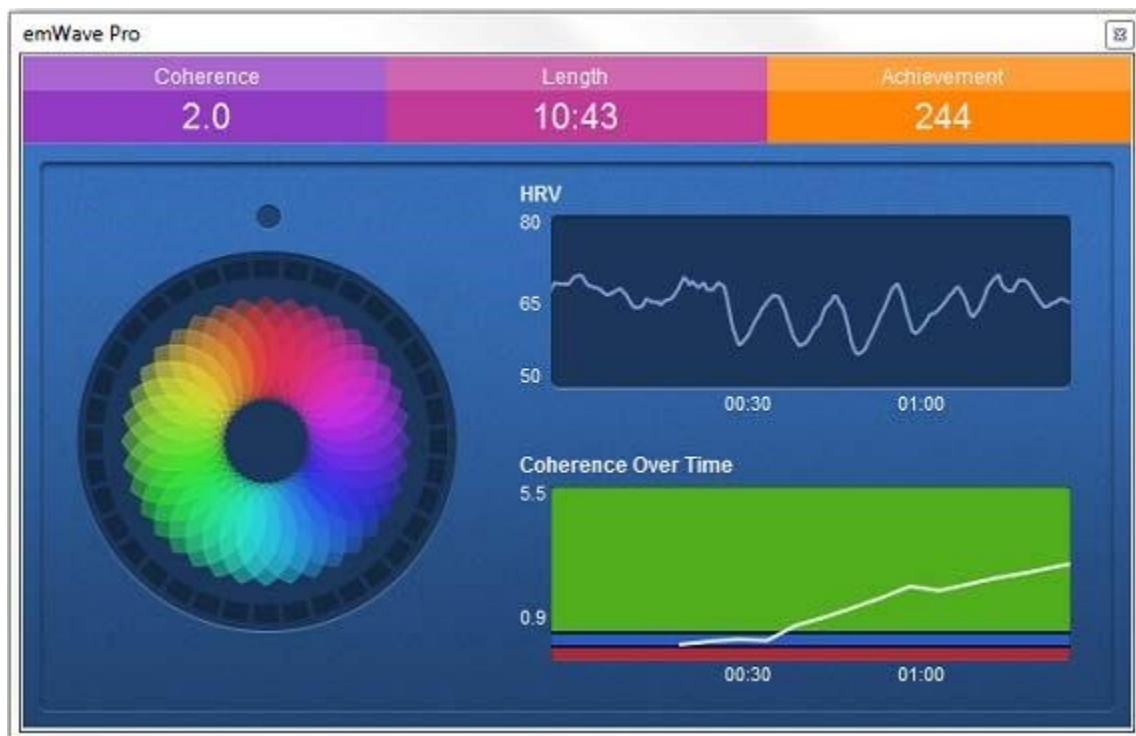 emWave Pro
Coherence Length Achievement
2.0 10:43 244
HRV
80
65
50
00:30 01:00
Coherence Over Time
5.5
0.9
00:30 01:00